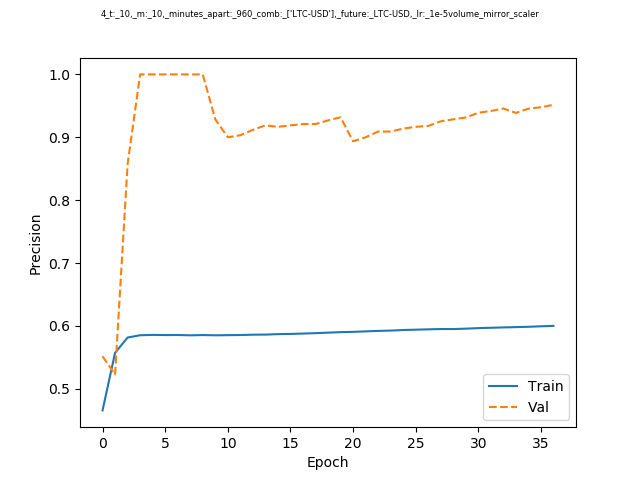 4_t:_10,_m:_10,_minutes_apart:_960_comb:_['LTC-USD'],_future:_LTC-USD,_lr:_1e-5volume_mirror_scaler
1.0
0.9
0.8
0.7
0.6
0.5
Precision
Train
Val
0 5 10 15 20 25 30 35
Epoch